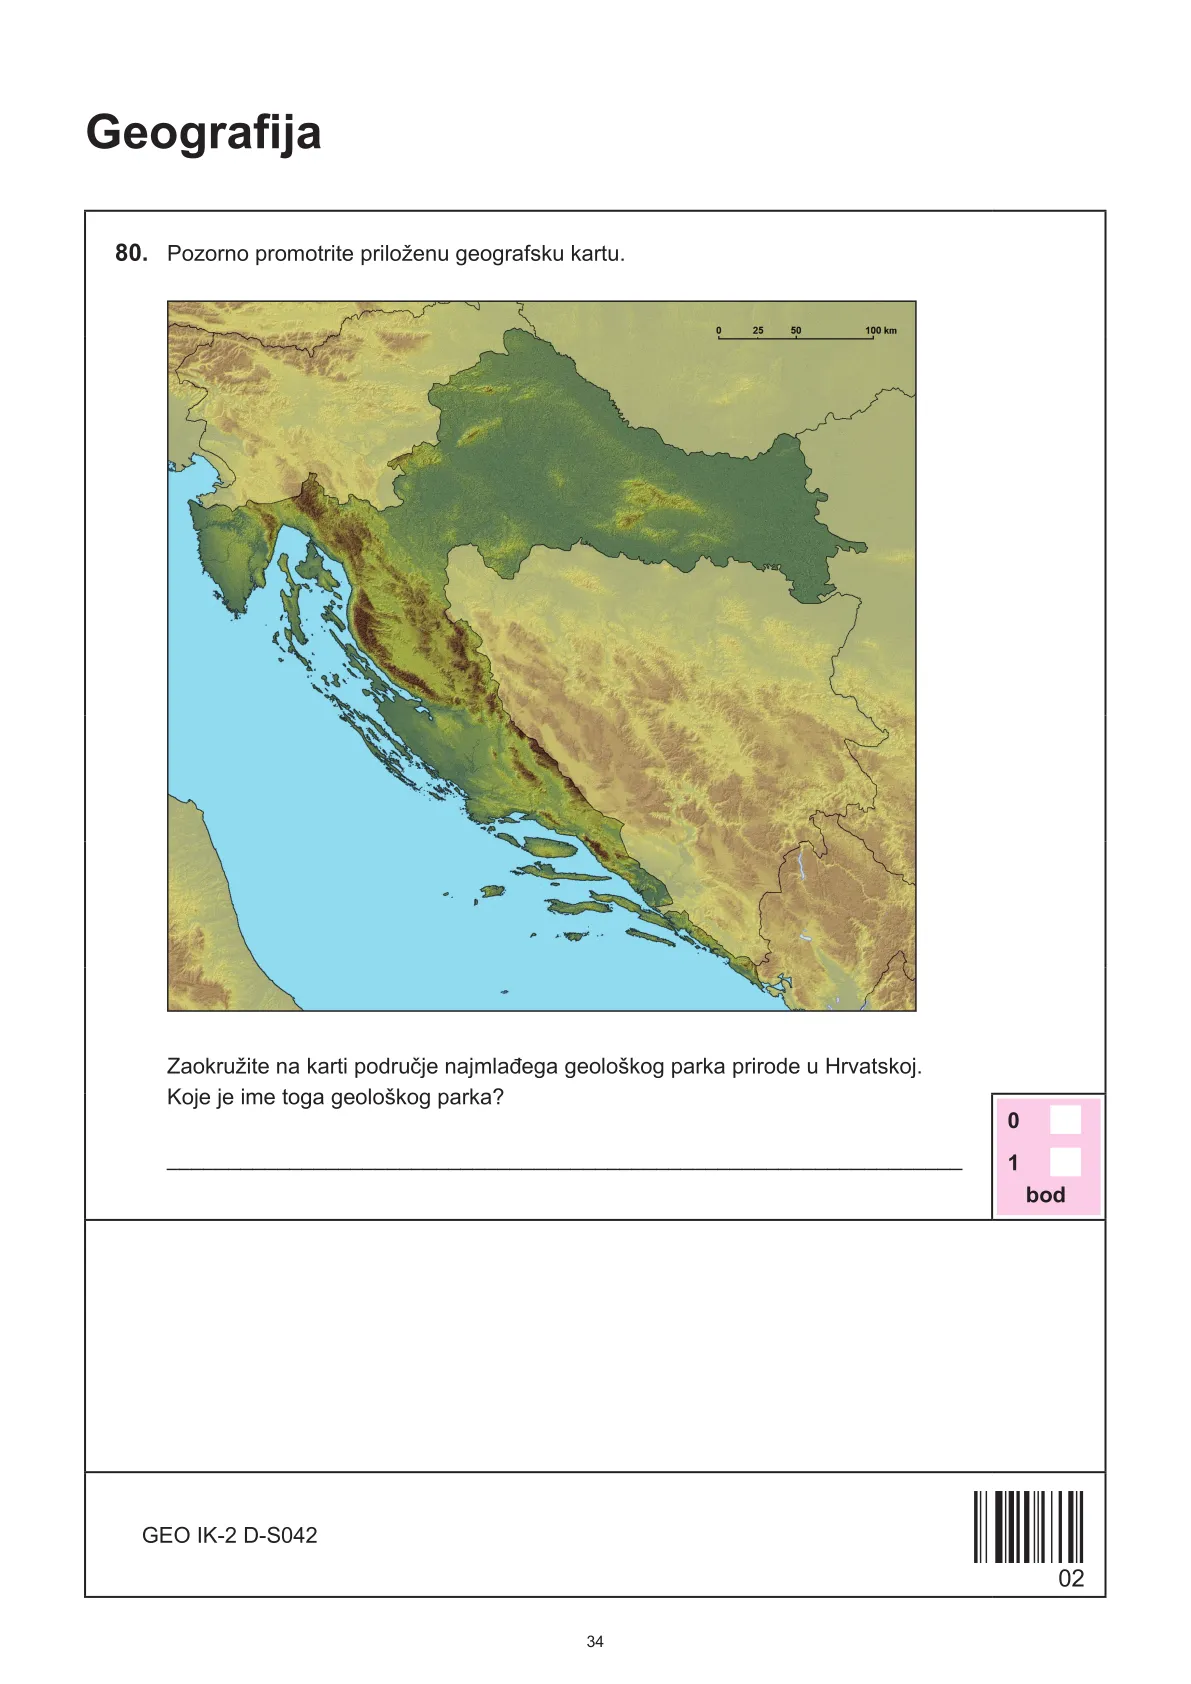 Geografija
80. Pozorno promotrite priloženu geografsku kartu.
0 25 50 100 km
Zaokružite na karti područje najmlađega geološkog parka prirode u Hrvatskoj.
Koje je ime toga geološkog parka?
0
1
bod
GEO IK-2 D-S042
02
34